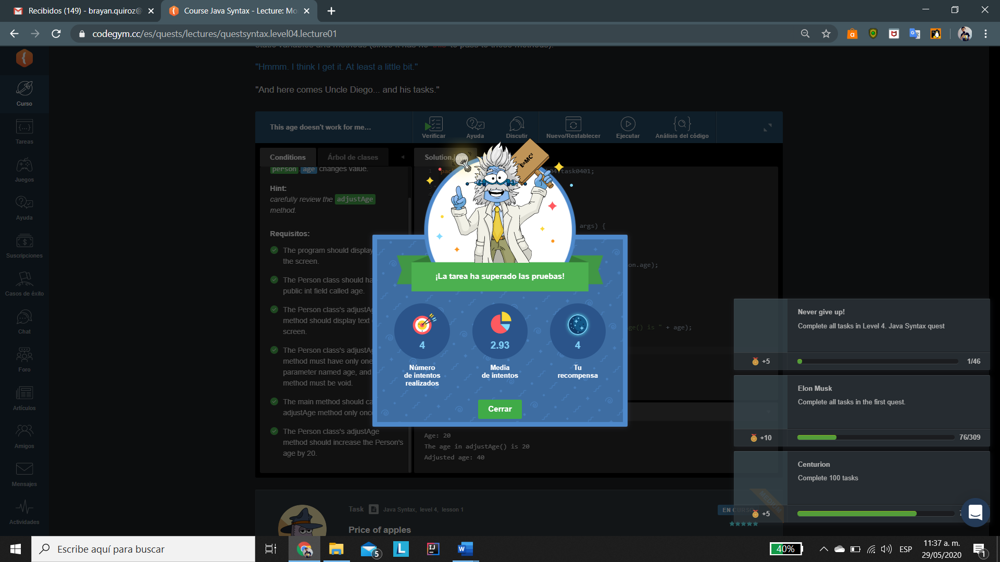 Recibidos (149) - brayan.quiroz@
Course Java Syntax - Lecture: Mo
codegym.cc/es/quests/lectures/questsyntax.level04.lecture01
"Hmmm. I think I get it. At least a little bit."
"And here comes Uncle Diego... and his tasks."
Curso
Tareas
Juegos
Ayuda
Suscripciones
Casos de éxito
Chat
Foro
Artículos
Amigos
Mensajes
Actividades
This age doesn't work for me...
Verificar
Ayuda
Discutir
Nuevo/Restablecer
Ejecutar
Análisis del código
Conditions
Árbol de clases
Solution.java
person.age changes value.
Hint:
carefully review the adjustAge
method.
Requisitos:
The program should display
the screen.
The Person class should ha
public int field called age.
The Person class's adjustAg
method should display text
screen.
The Person class's adjustAg
method must have only one
parameter named age, and
method must be void.
The main method should ca
adjustAge method only onc
The Person class's adjustAge
method should increase the Person's
age by 20.
1
pac
04.task0401;
args) {
on.age);
ge() is " + age);
E=MC²
¡La tarea ha superado las pruebas!
4
Número
de intentos
realizados
2.93
Media
de intentos
4
Tu
recompensa
Cerrar
Age: 20
The age in adjustAge() is 20
Adjusted age: 40
Never give up!
Complete all tasks in Level 4. Java Syntax quest
+5
1/46
Elon Musk
Complete all tasks in the first quest.
+10
76/309
Centurion
Complete 100 tasks
+5
Task
Java Syntax, level 4, lesson 1
EN CURSO
MEDIUM
Price of apples
Escribe aquí para buscar
5
L
IJ
W
40%
ESP
11:37 a. m.
29/05/2020
1